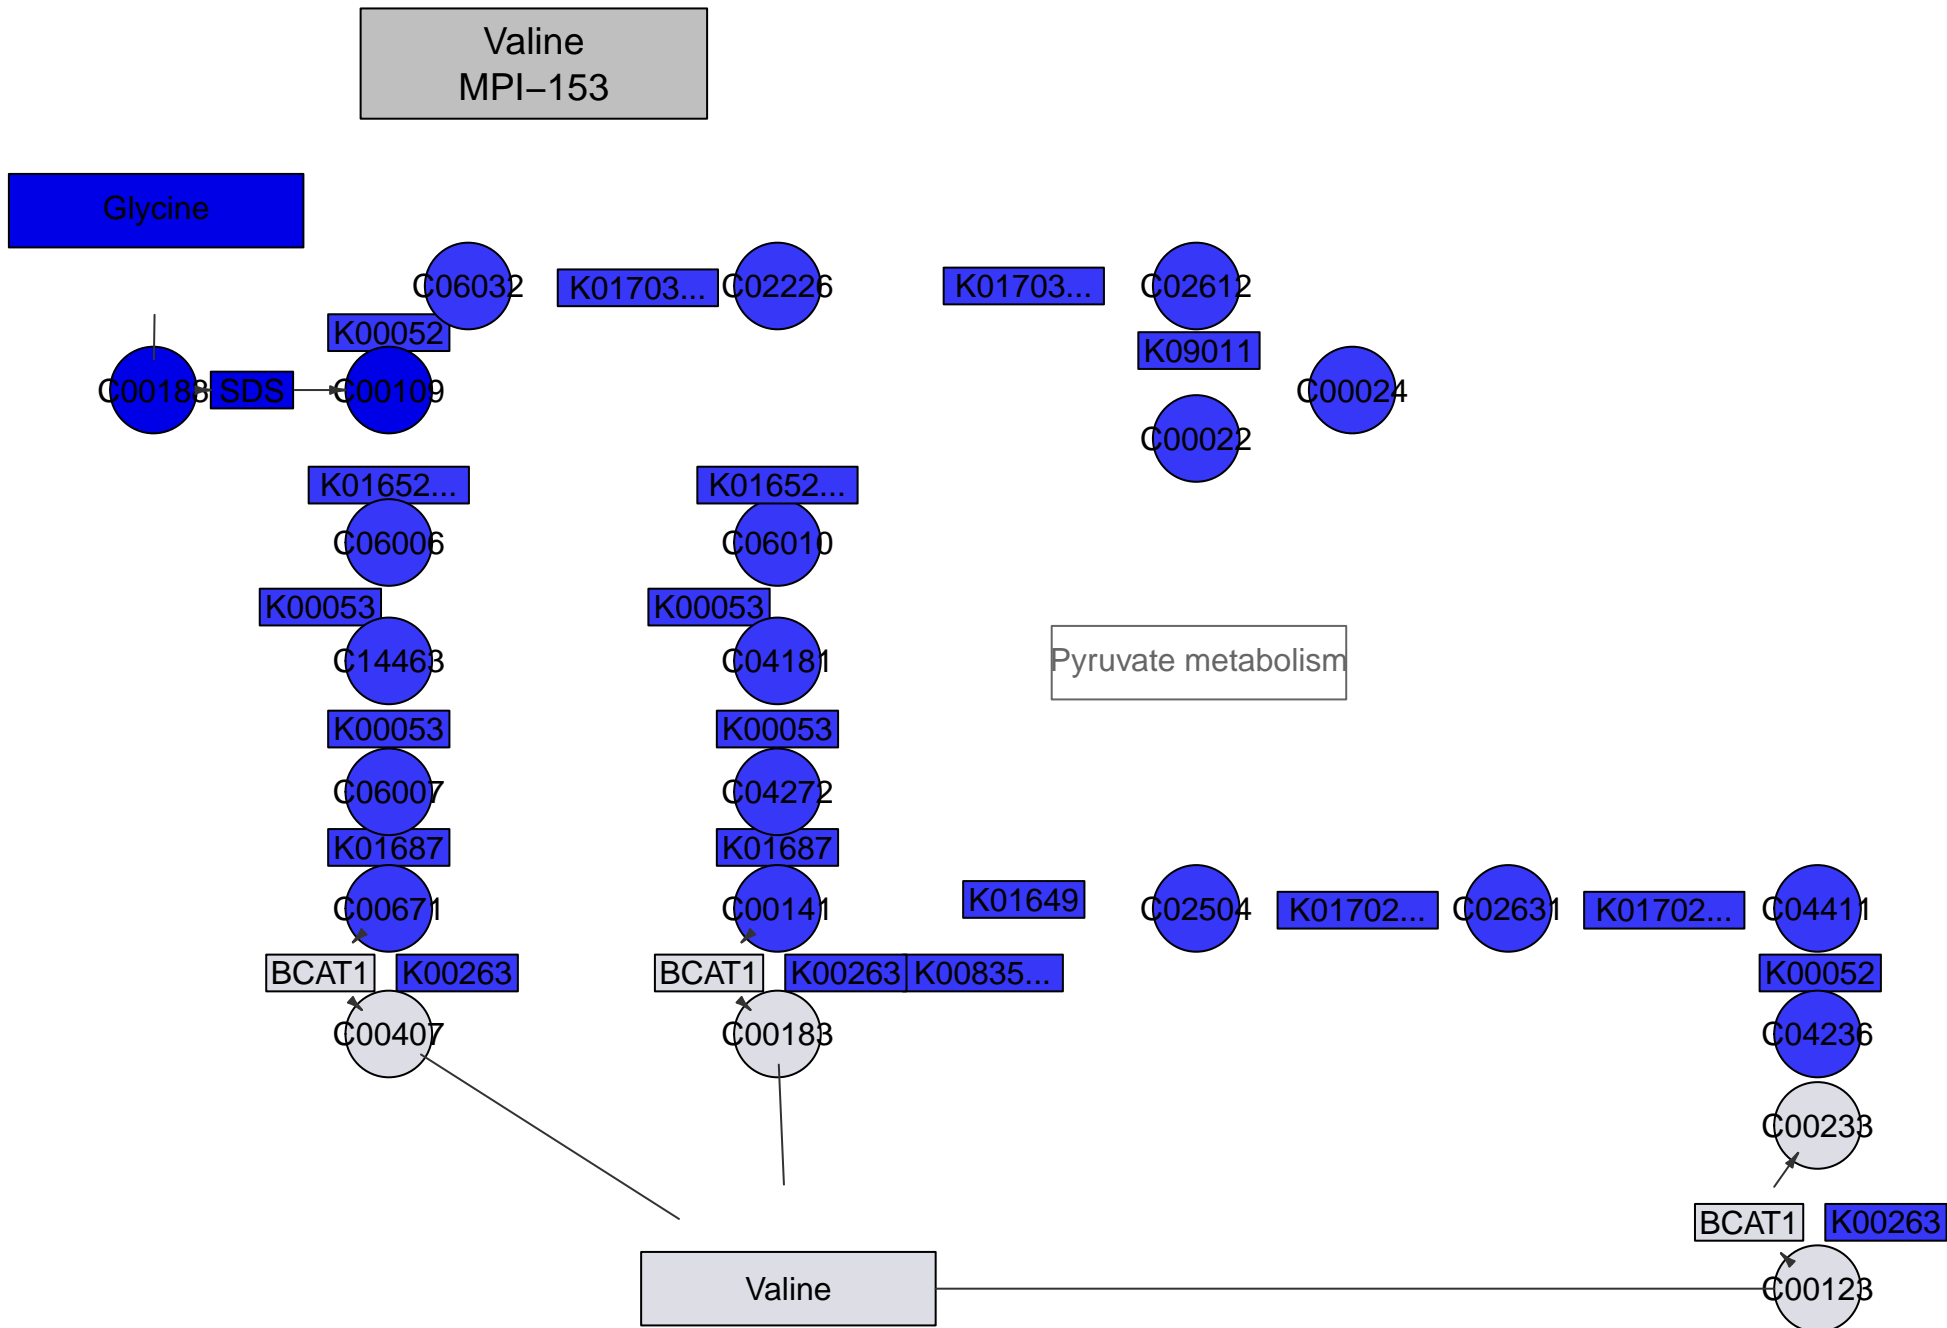 Valine
MPI−153
Glycine
C06032
K01703...
C02226
K01703...
C02612
K00052
K09011
C00188
SDS
C00109
C00024
C00022
K01652...
K01652...
C06006
C06010
K00053
K00053
C14463
C04181
Pyruvate metabolism
K00053
K00053
C06007
C04272
K01687
K01687
C00671
C00141
K01649
C02504
K01702...
C02631
K01702...
C04411
BCAT1
K00263
BCAT1
K00263
K00835...
K00052
C00407
C00183
C04236
C00233
BCAT1
K00263
Valine
C00123